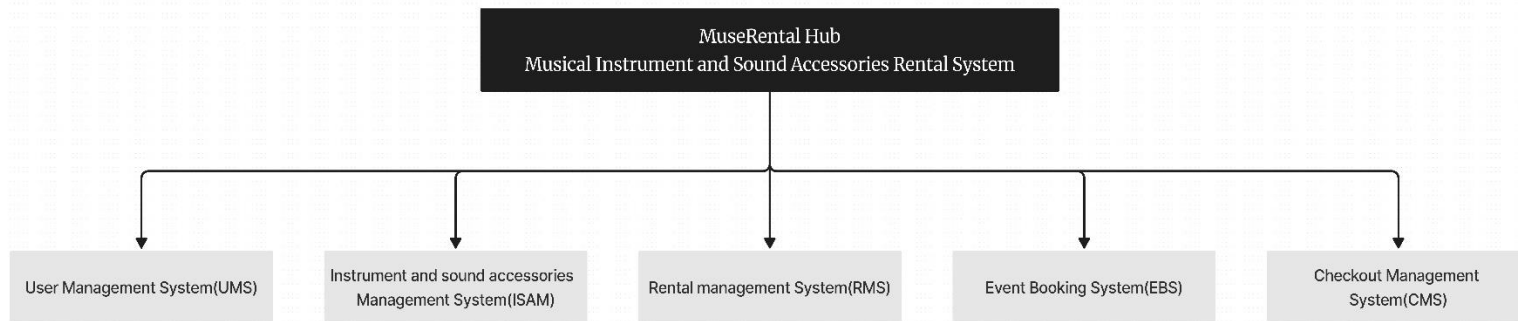 MuseRental Hub
Musical Instrument and Sound Accessories Rental System
User Management System(UMS)
Instrument and sound accessories
Management System(ISAM)
Rental management System(RMS)
Event Booking System(EBS)
Checkout Management
System(CMS)